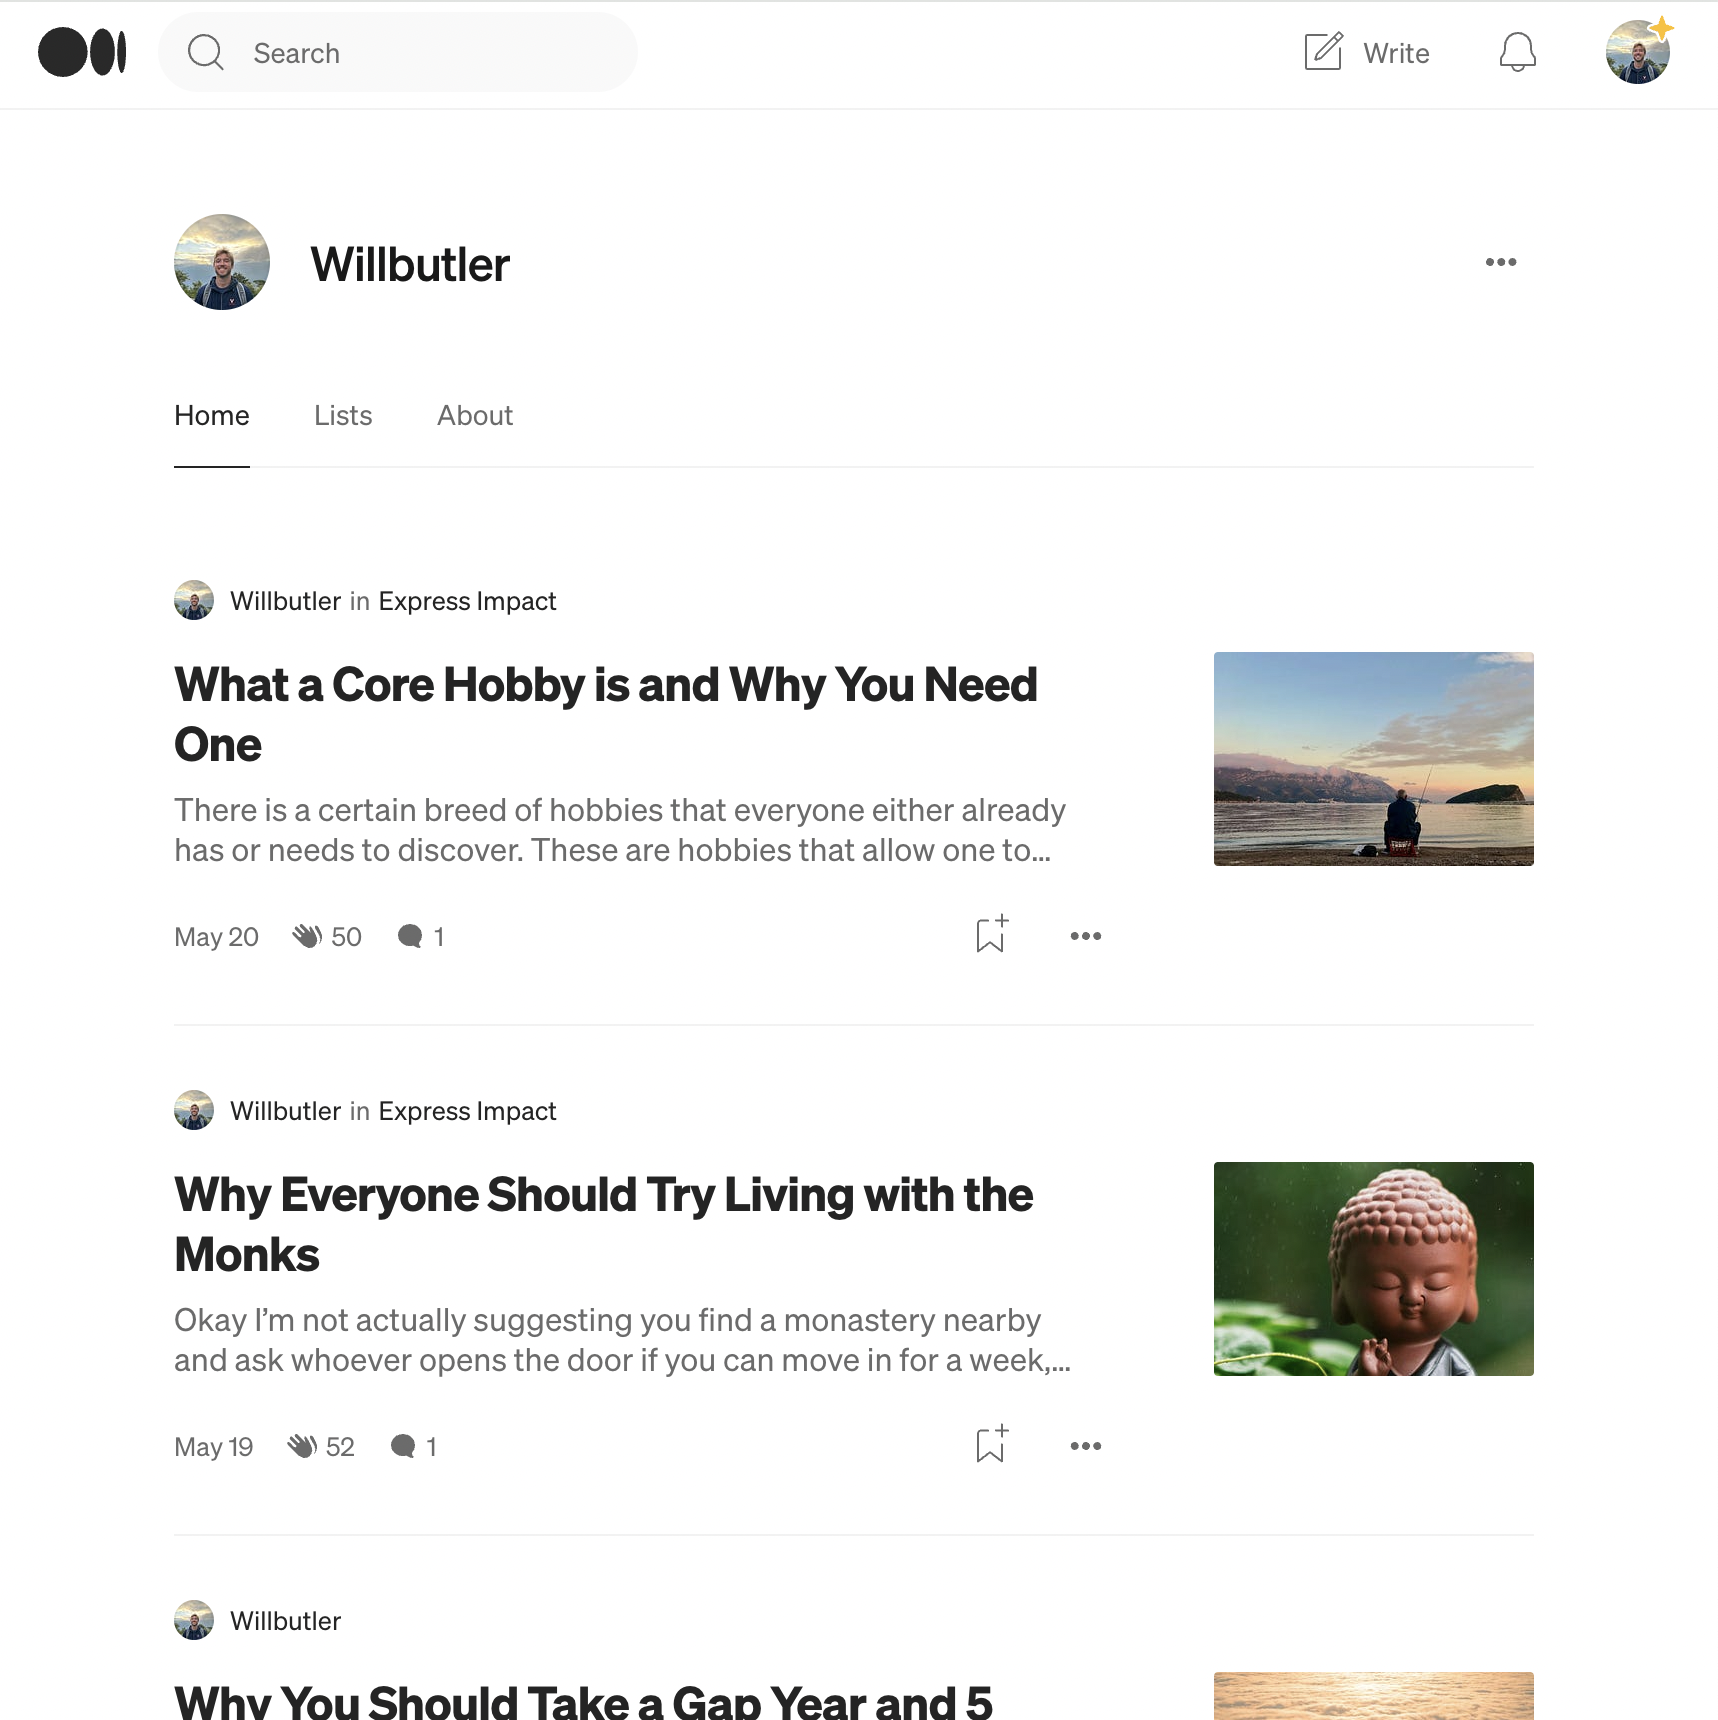 Search
Write
Willbutler
Home
Lists
About
Willbutler in Express Impact
What a Core Hobby is and Why You Need
One
There is a certain breed of hobbies that everyone either already
has or needs to discover. These are hobbies that allow one to…
May 20
50
1
Willbutler in Express Impact
Why Everyone Should Try Living with the
Monks
Okay I’m not actually suggesting you find a monastery nearby
and ask whoever opens the door if you can move in for a week,…
May 19
52
1
Willbutler
Why You Should Take a Gap Year and 5